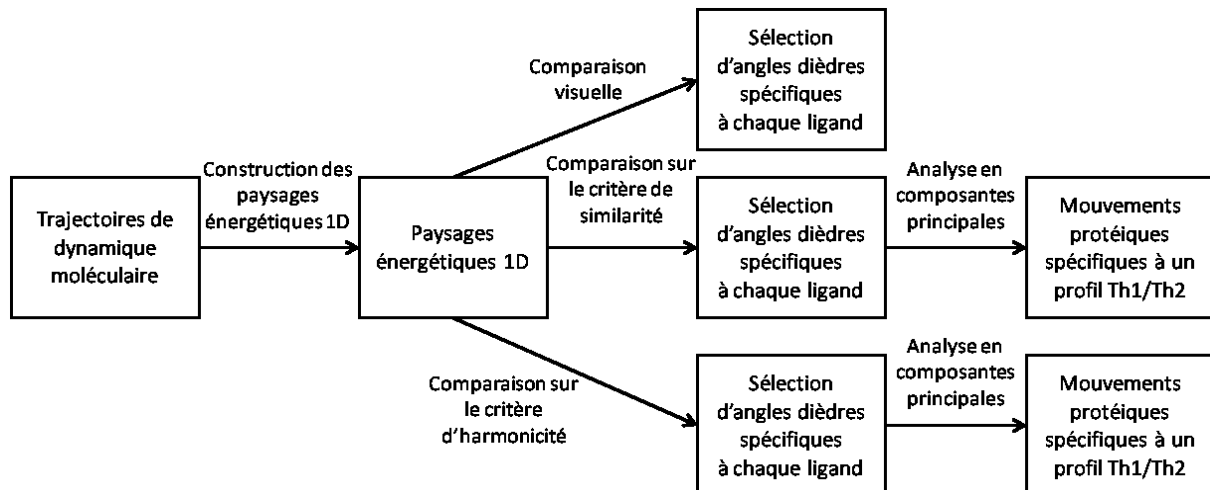 Trajectoires de
dynamique
moléculaire
Construction des
paysages
énergétiques 1D
Paysages
énergétiques 1D
Comparaison
visuelle
Sélection
d'angles dièdres
spécifiques
à chaque ligand
Comparaison sur
le critère de
similarité
Sélection
d'angles dièdres
spécifiques
à chaque ligand
Analyse en
composantes
principales
Mouvements
protéiques
spécifiques à un
profil Th1/Th2
Comparaison sur
le critère
d'harmonicité
Sélection
d'angles dièdres
spécifiques
à chaque ligand
Analyse en
composantes
principales
Mouvements
protéiques
spécifiques à un
profil Th1/Th2